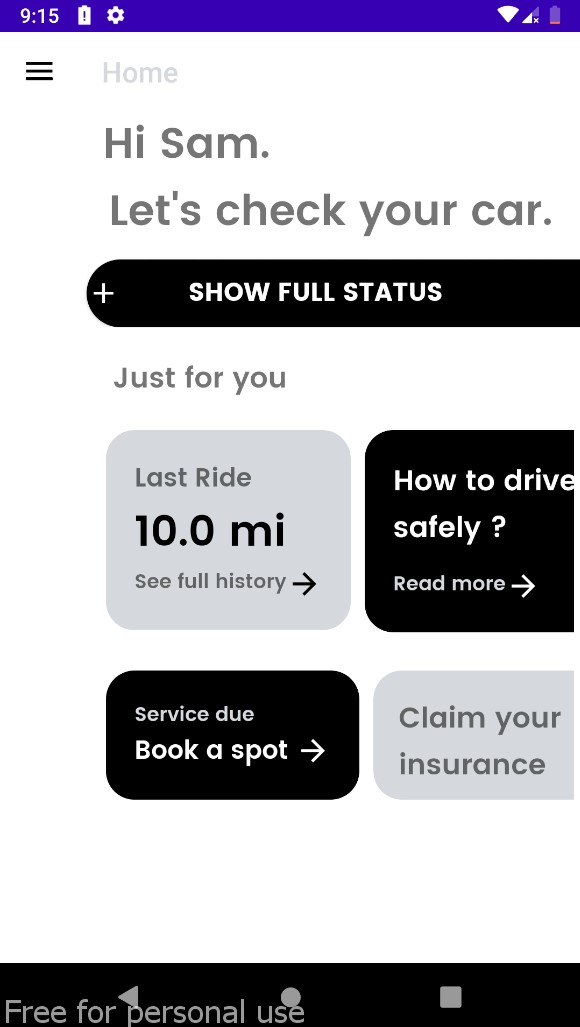 9:15
Home
Hi Sam.
Let's check your car.
+ SHOW FULL STATUS
Just for you
Last Ride
10.0 mi
See full history
How to drive
safely ?
Read more
Service due
Book a spot
Claim your
insurance
Free for personal use